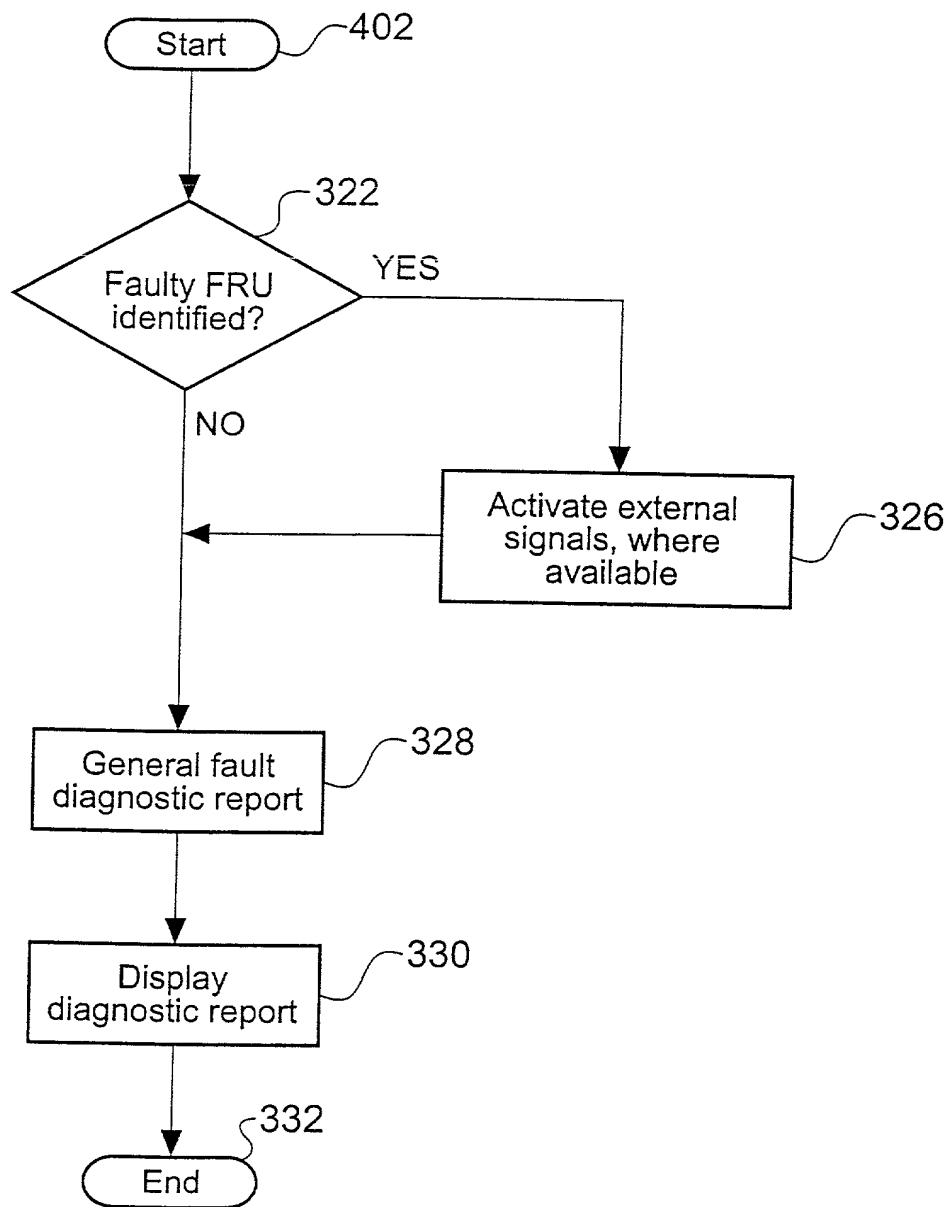 Start
402
322
Faulty FRU
identified?
YES
NO
Activate external
signals, where
available
326
General fault
diagnostic report
328
Display
diagnostic report
330
332
End